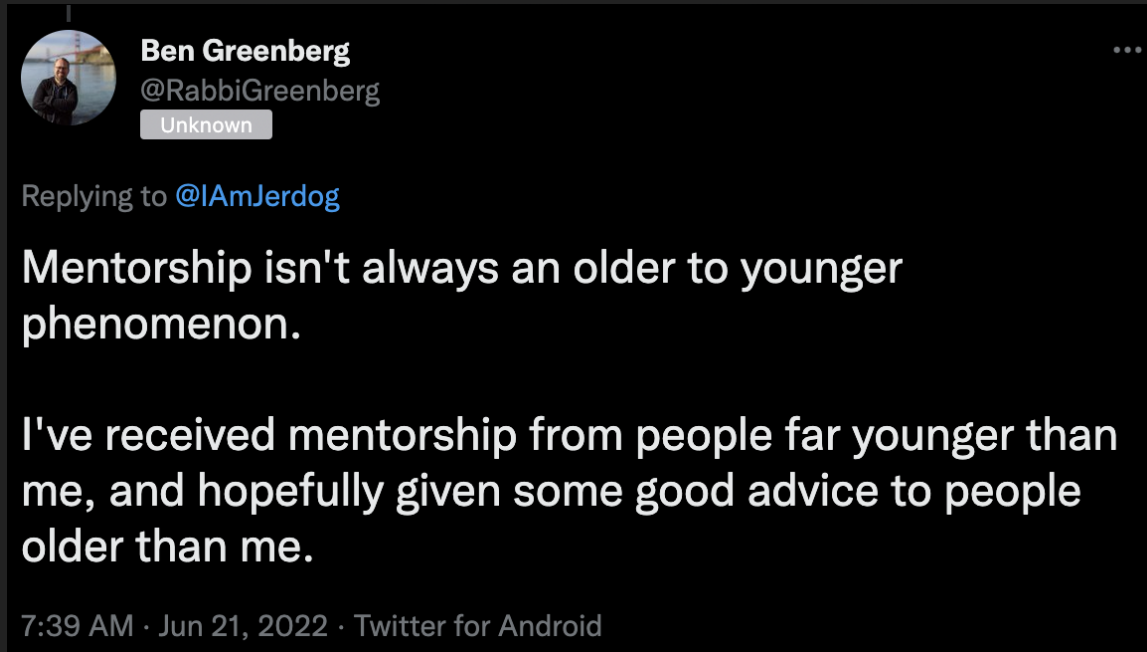 Ben Greenberg
@RabbiGreenberg
Unknown
Replying to @IAmJerdog
Mentorship isn't always an older to younger
phenomenon.
I've received mentorship from people far younger than
me, and hopefully given some good advice to people
older than me.
7:39 AM · Jun 21, 2022 · Twitter for Android